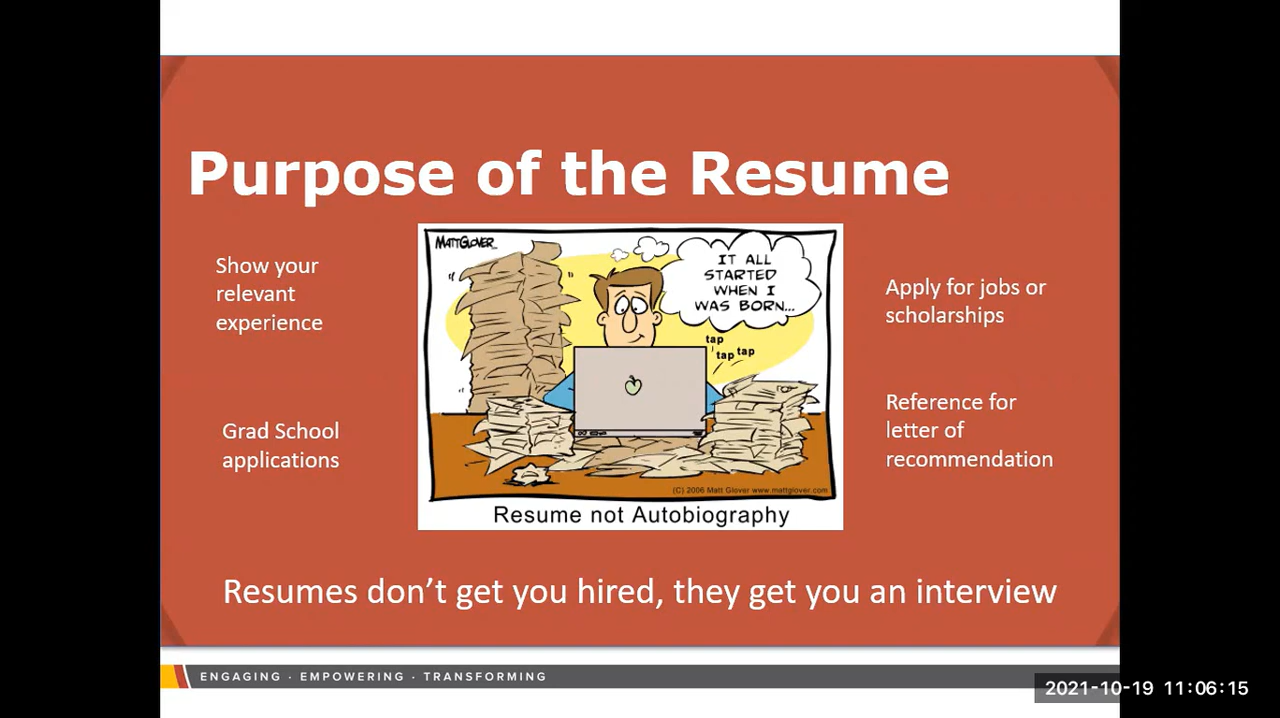 Purpose of the Resume
Show your
relevant
experience
Grad School
applications
MATTGLOVER
IT ALL
STARTED
WHEN I
WAS BORN...
tap
tap tap
(C) 2006 Matt Glover www.mattglover.com
Resume not Autobiography
Apply for jobs or
scholarships
Reference for
letter of
recommendation
Resumes don’t get you hired, they get you an interview
ENGAGING · EMPOWERING · TRANSFORMING
2021-10-19 11:06:15